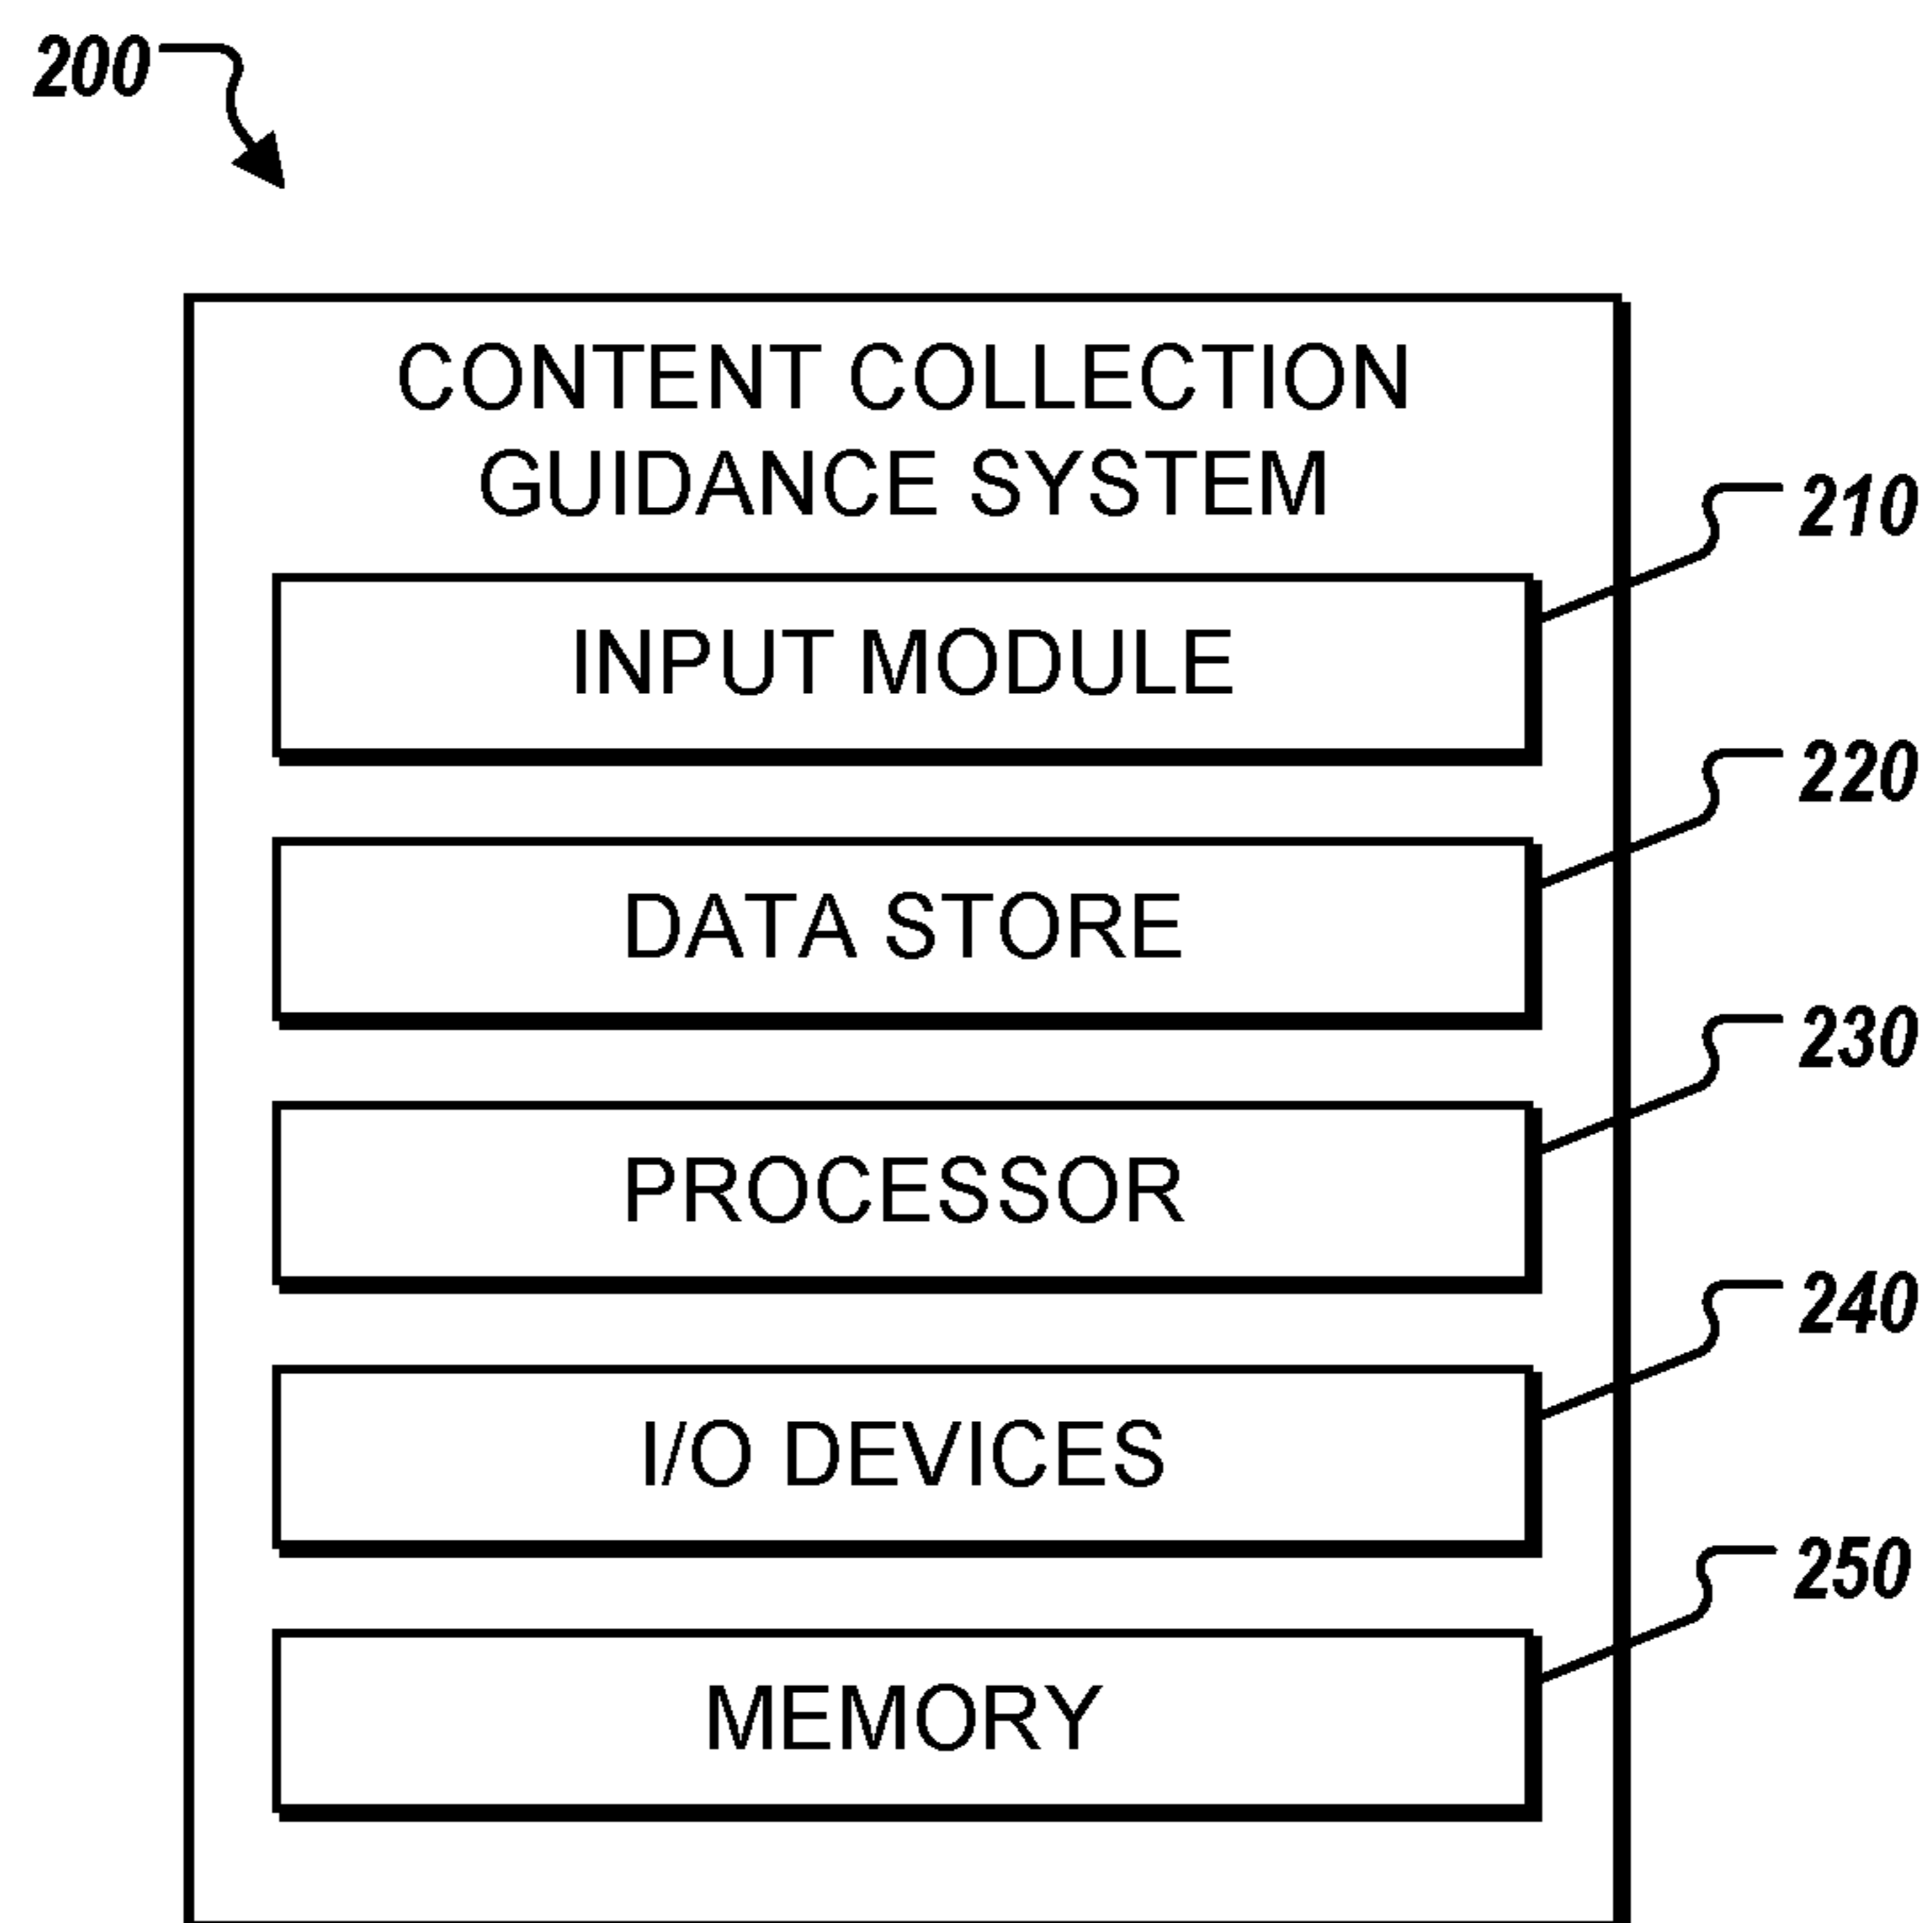 200
CONTENT COLLECTION
GUIDANCE SYSTEM
210
INPUT MODULE
220
DATA STORE
230
PROCESSOR
240
I/O DEVICES
250
MEMORY